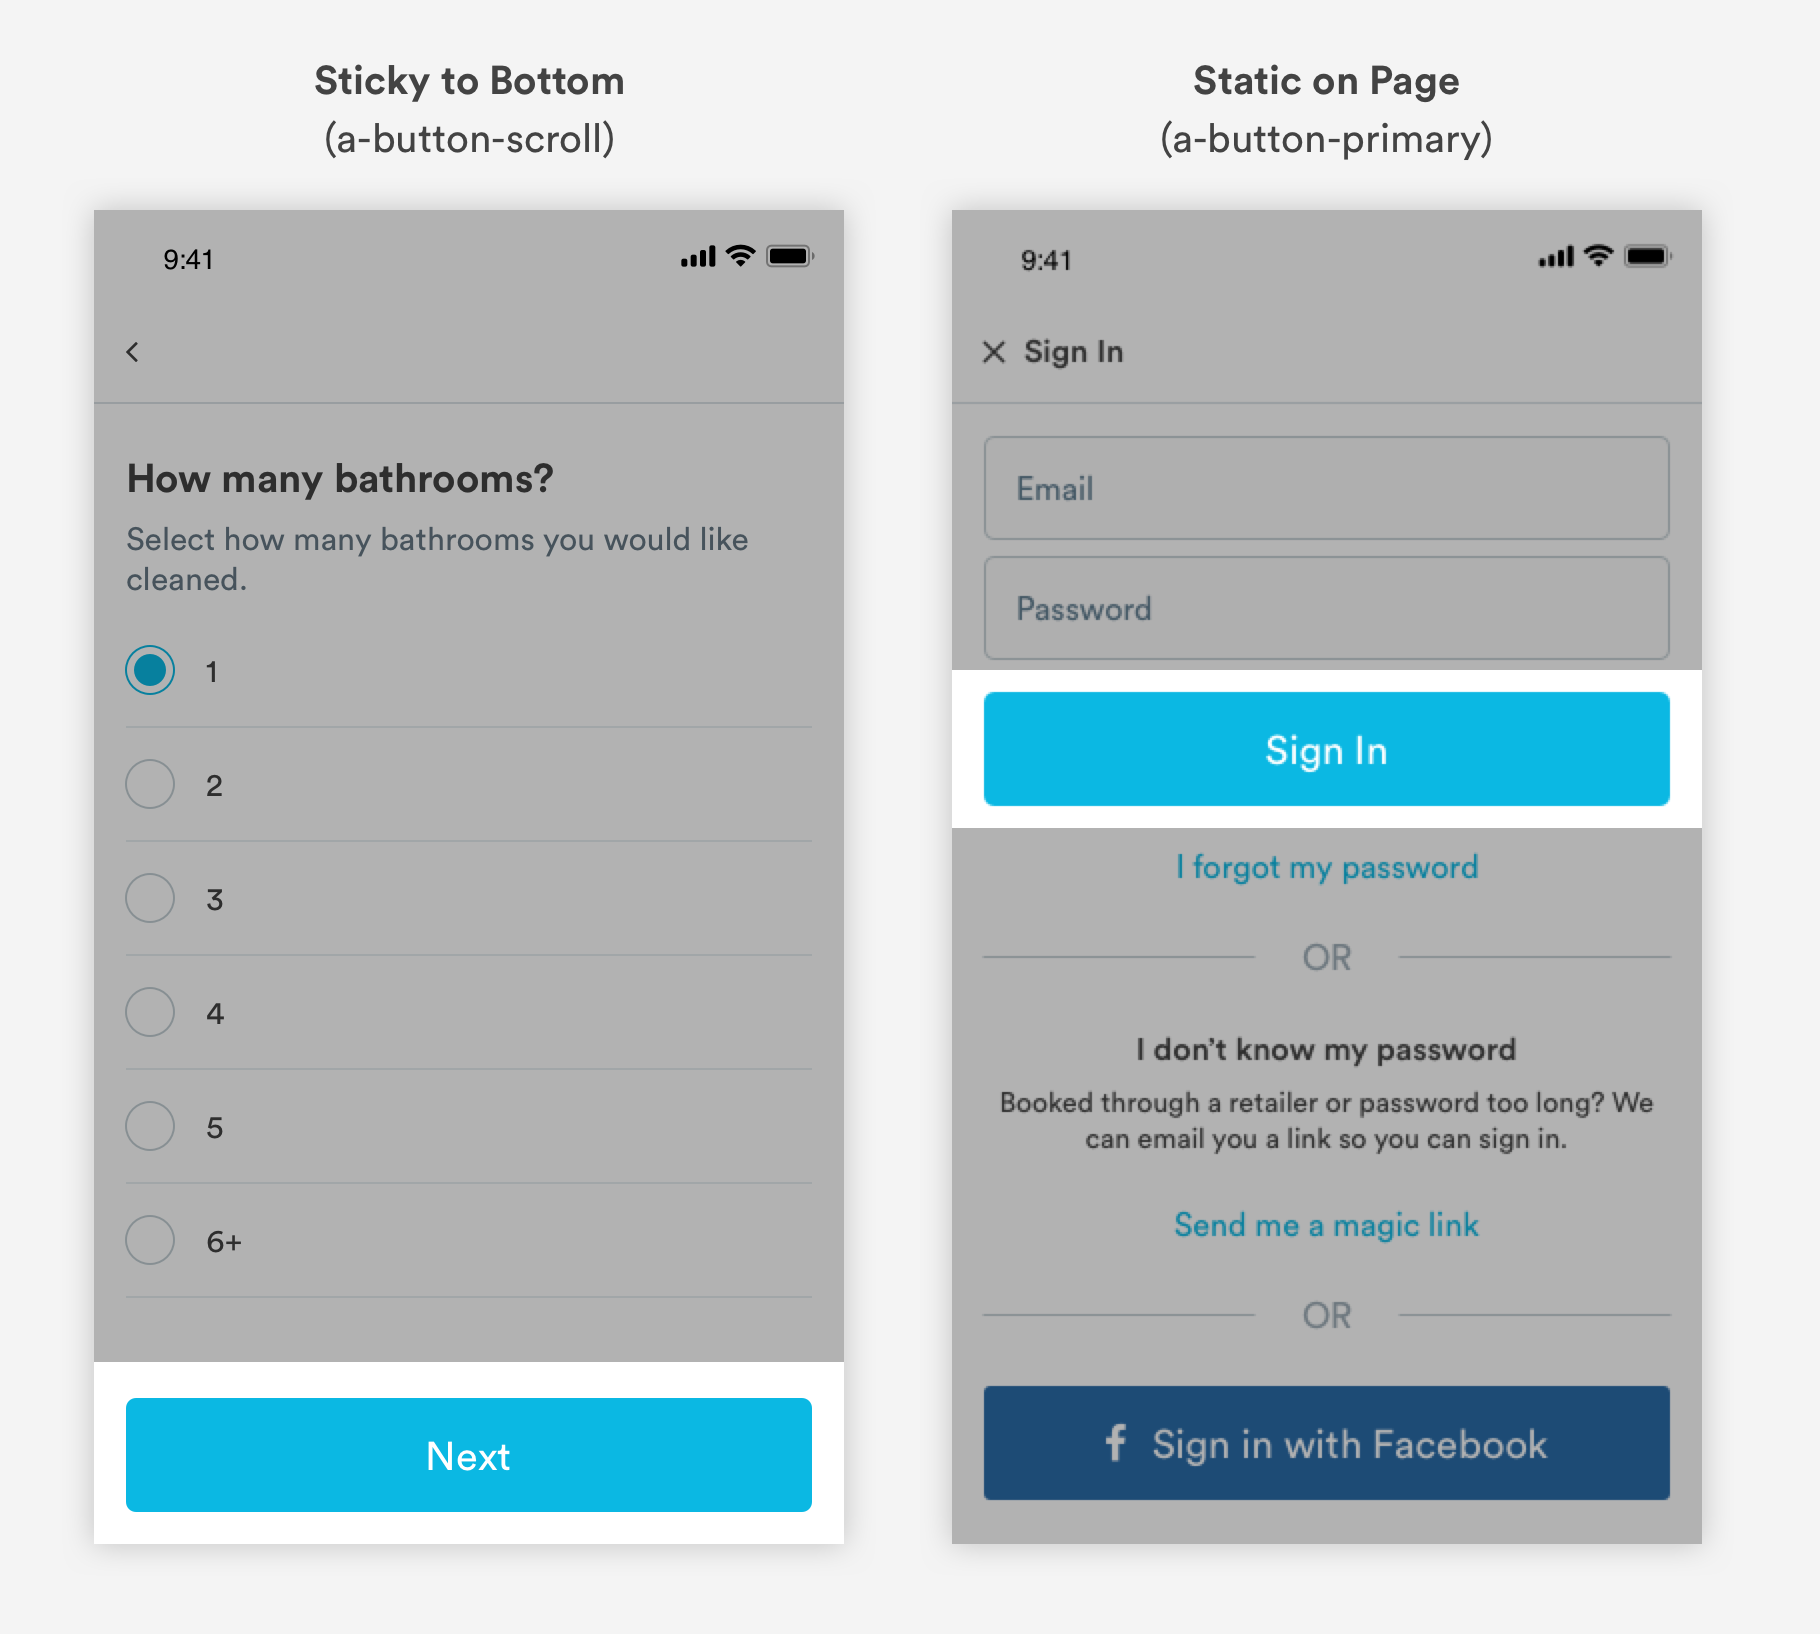 Sticky to Bottom
(a-button-scroll)
9:41
How many bathrooms?
Select how many bathrooms you would like
cleaned.
1
2
3
4
5
6+
Next
Static on Page
(a-button-primary)
9:41
Sign In
Email
Password
Sign In
I forgot my password
OR
I don’t know my password
Booked through a retailer or password too long? We
can email you a link so you can sign in.
Send me a magic link
OR
Sign in with Facebook